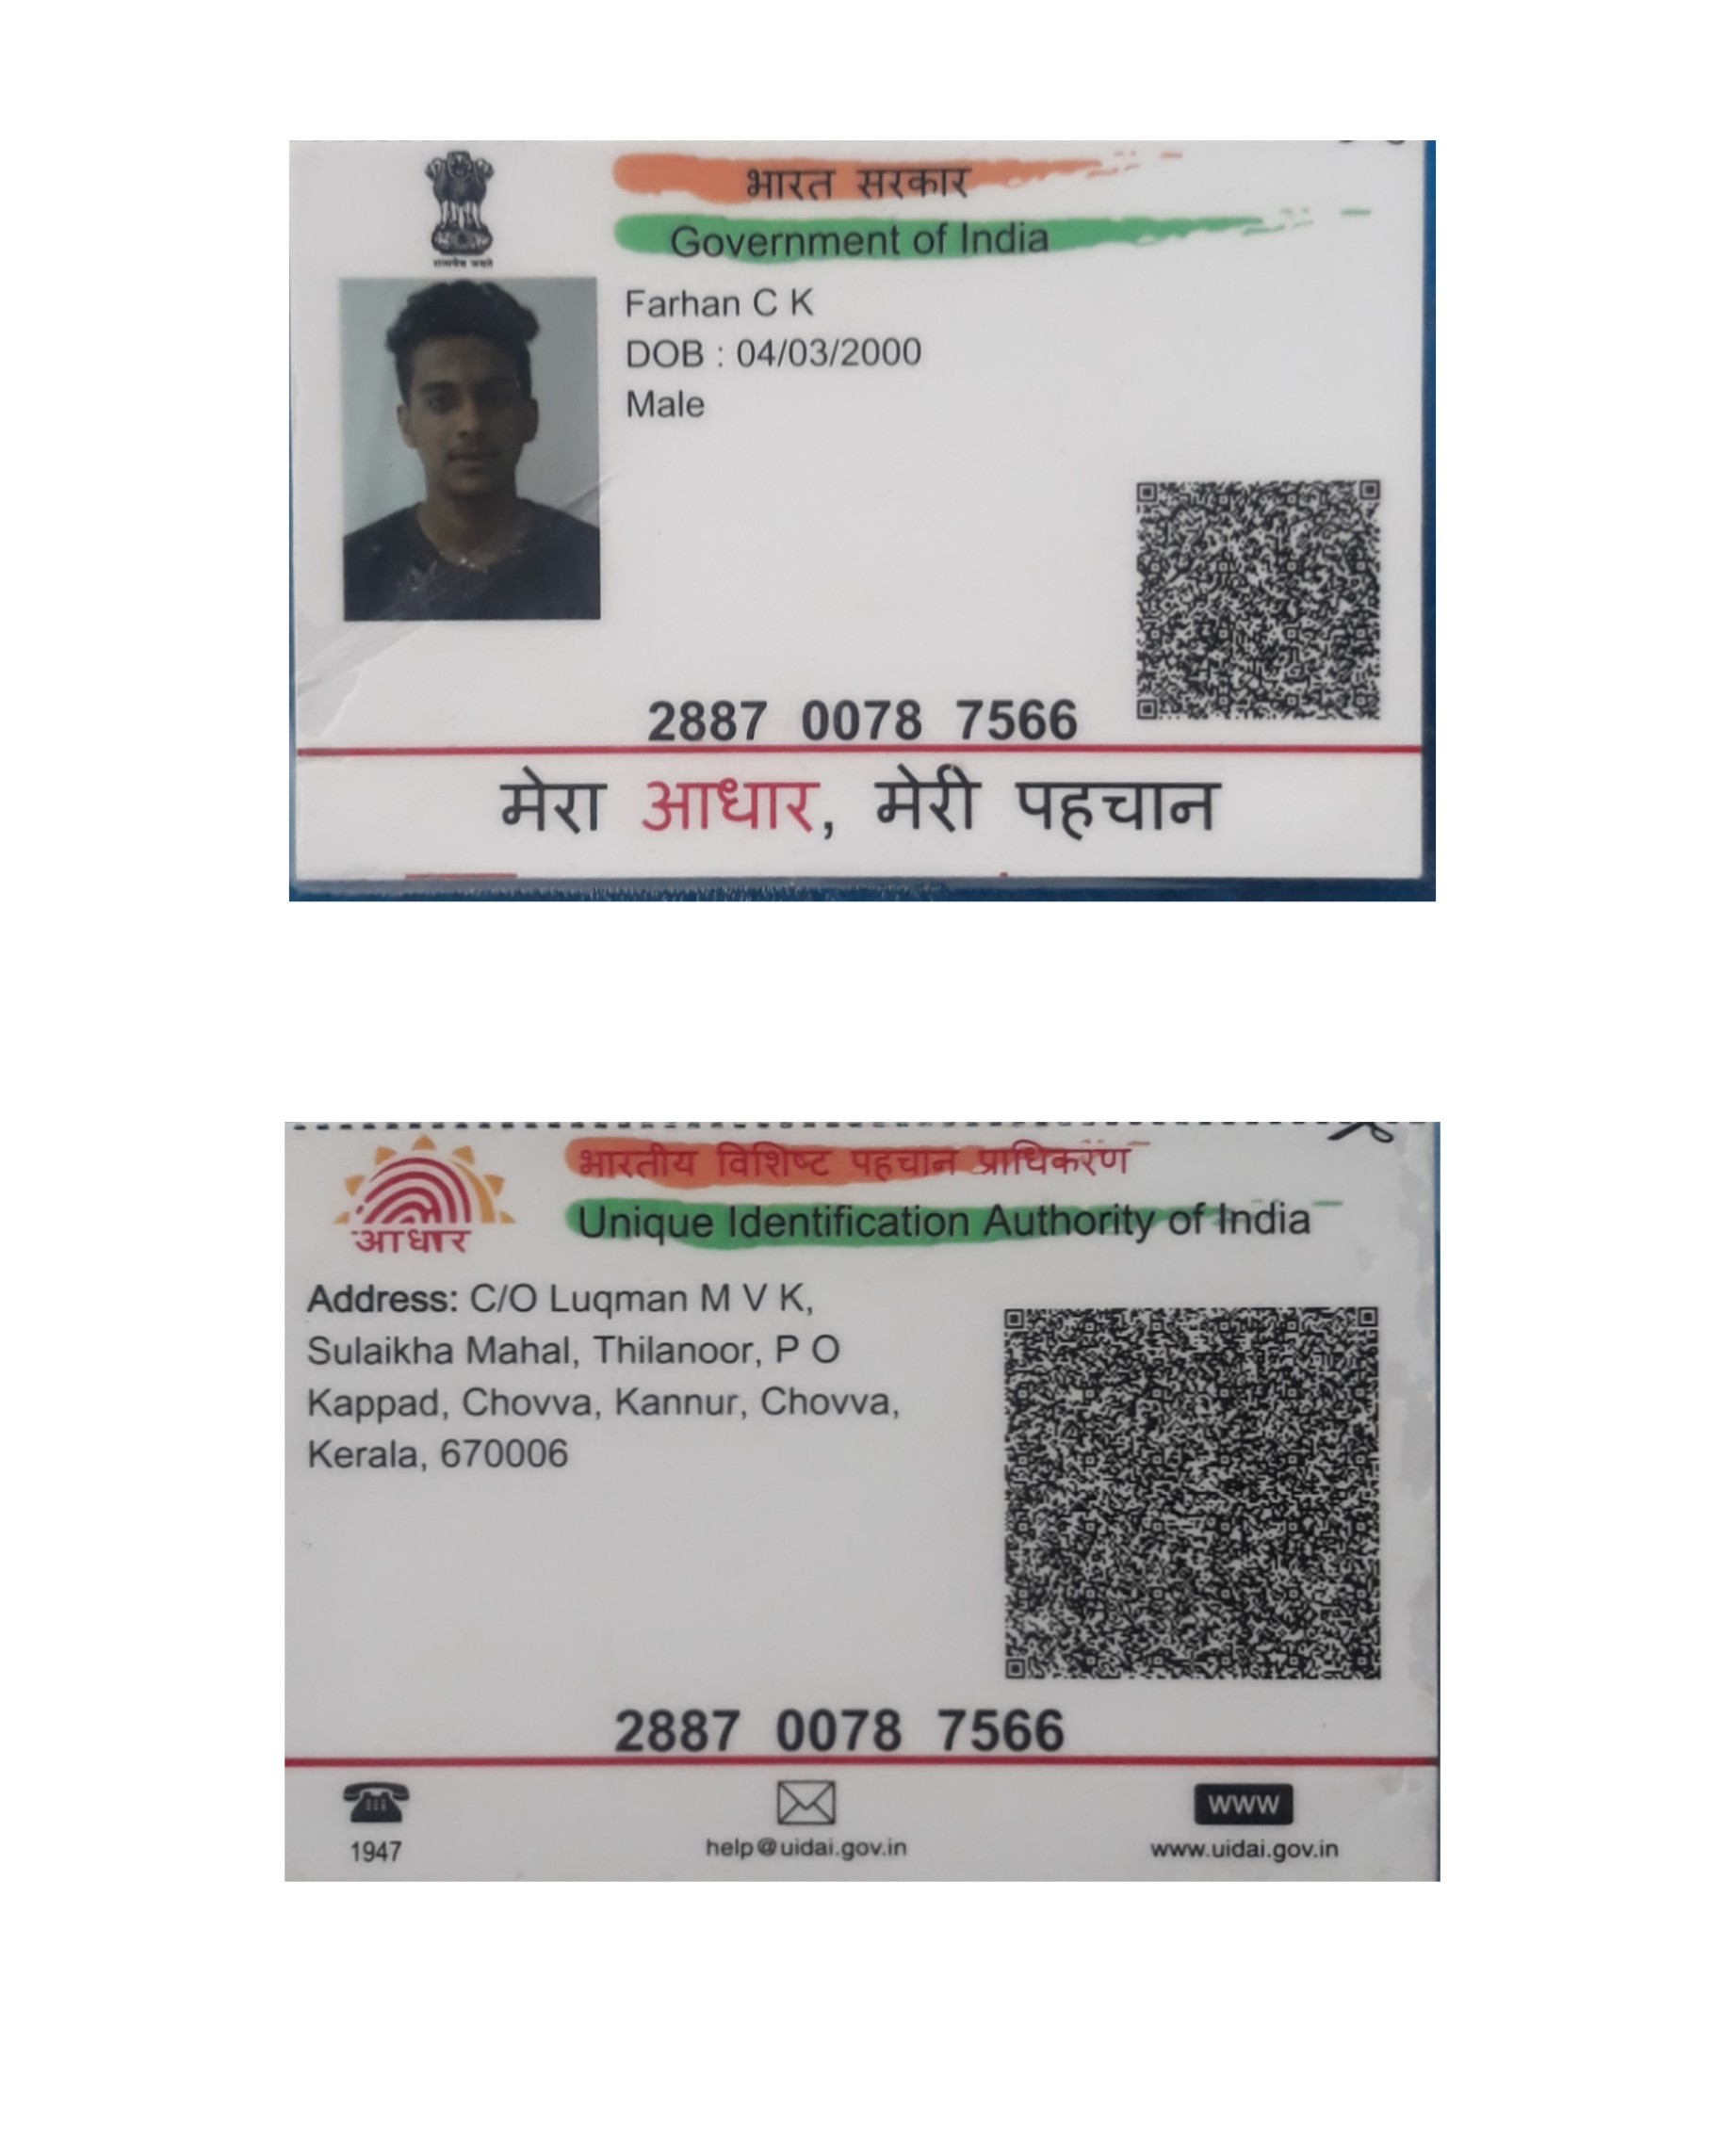 सत्यमेव जयते
भारत सरकार
Government of India
Farhan C K
DOB : 04/03/2000
Male
2887 0078 7566
मेरा आधार, मेरी पहचान
भारतीय विशिष्ट पहचान प्राधिकरण
Unique Identification Authority of India
आधार
Address: C/O Luqman M V K,
Sulaikha Mahal, Thilanoor, P O
Kappad, Chovva, Kannur, Chovva,
Kerala, 670006
2887 0078 7566
1947
help@uidai.gov.in
www
www.uidai.gov.in